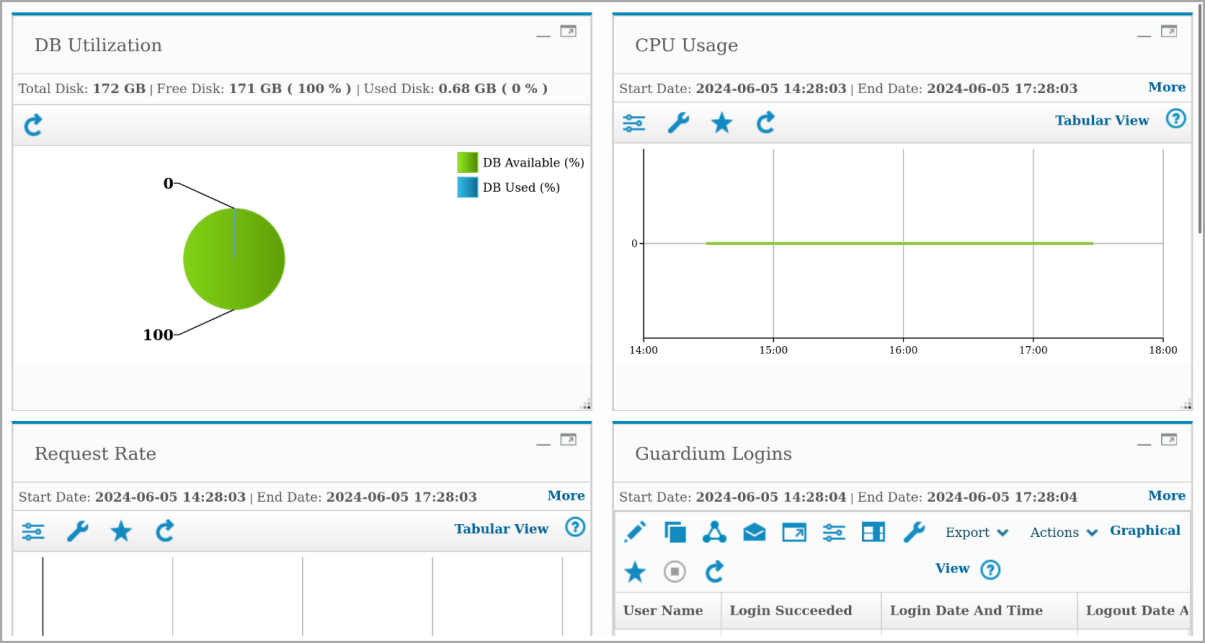 DB Utilization
Total Disk: 172 GB | Free Disk: 171 GB ( 100 % ) | Used Disk: 0.68 GB ( 0 % )
DB Available (%)
DB Used (%)
0
100
CPU Usage
Start Date: 2024-06-05 14:28:03 | End Date: 2024-06-05 17:28:03
More
Tabular View ?
0
14:00 15:00 16:00 17:00 18:00
Request Rate
Start Date: 2024-06-05 14:28:03 | End Date: 2024-06-05 17:28:03
More
Tabular View ?
Guardium Logins
Start Date: 2024-06-05 14:28:04 | End Date: 2024-06-05 17:28:04
More
Export Actions Graphical
View ?
User Name Login Succeeded Login Date And Time Logout Date A